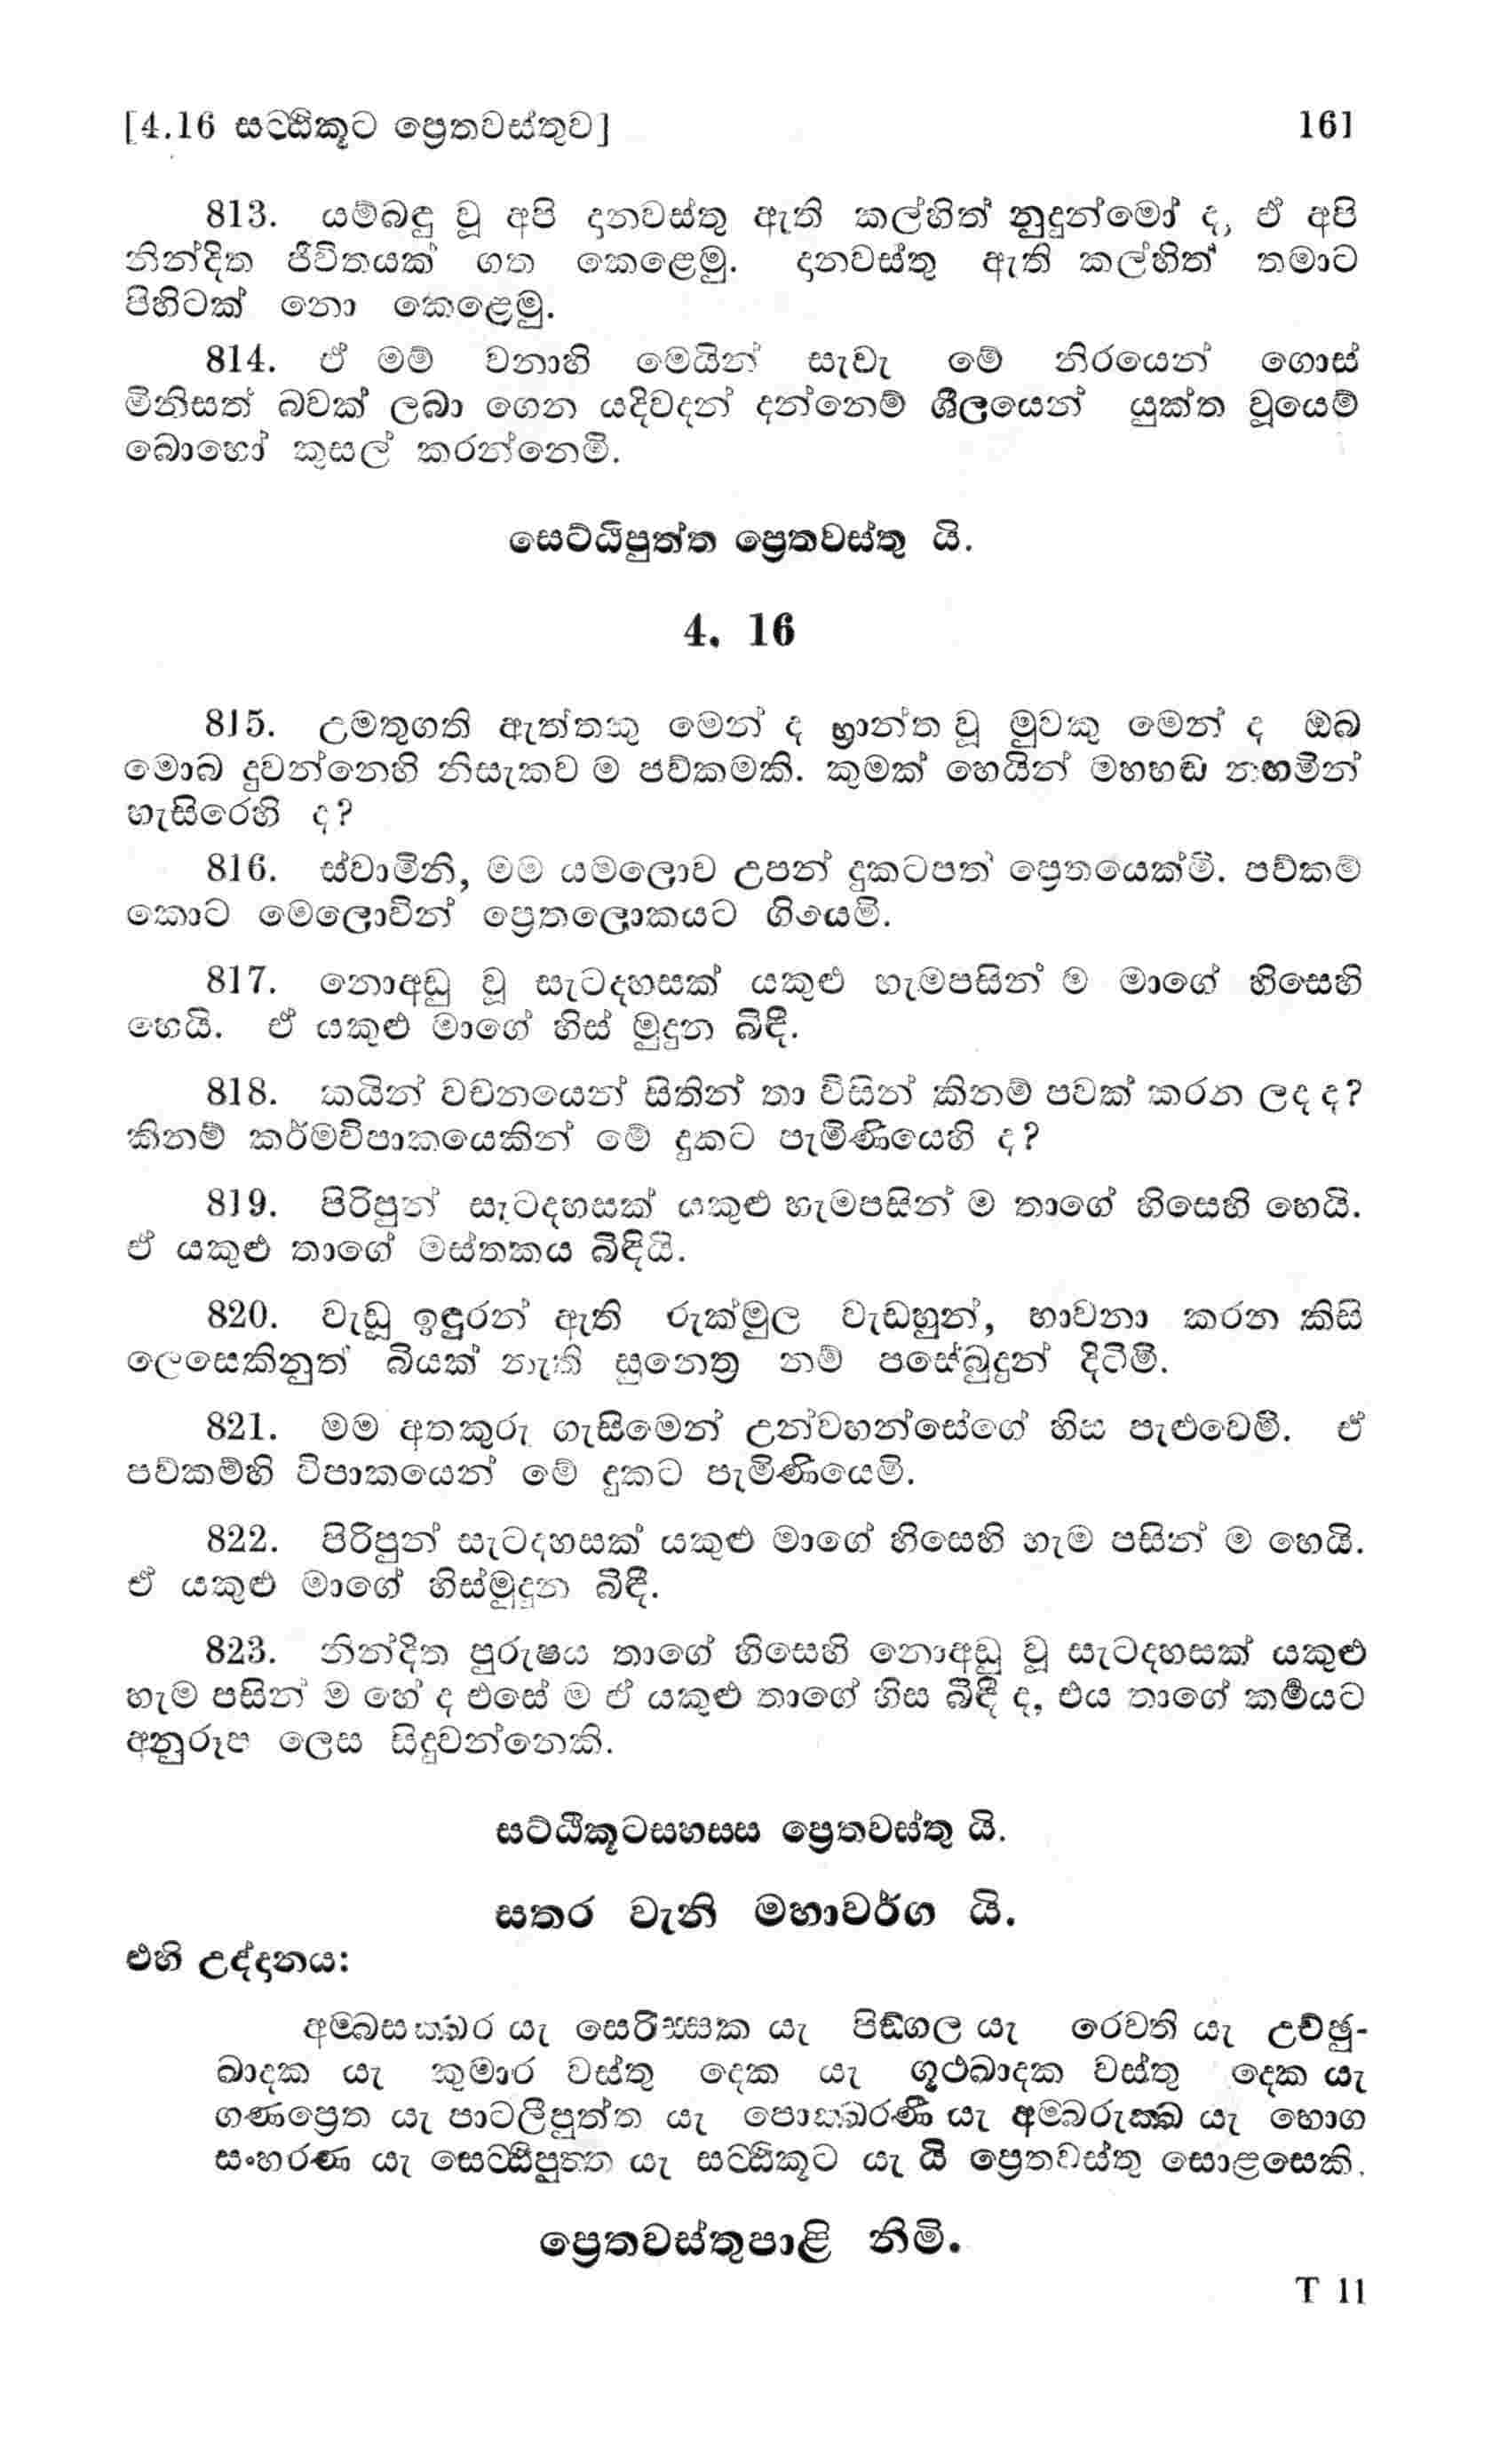 [4.16 සට්ඨිකූට ප්‍රෙතවස්තුව] 161
813. යම්බඳු වූ අපි දානවස්තු ඇති කල්හිත් නුදුන්මෝ ද, ඒ අපි
නින්දිත ජීවිතයක් ගත කෙළෙමු. දානවස්තු ඇති කල්හිත් තමාට
පිහිටක් නො කෙළෙමු.
814. ඒ මම් වනාහි මෙයින් සැවැ මේ නිරයෙන් ගොස්
මිනිසත් බවක් ලබා ගෙන යදිවදන් දන්නෙම් ශීලයෙන් යුක්ත වූයෙම්
බොහෝ කුසල් කරන්නෙමි.
සෙට්ඨිපුත්ත ප්‍රෙතවස්තු යි.
4. 16
815. උමතුගති ඇත්තකු මෙන් ද භ්‍රාන්ත වූ මුවකු මෙන් ද ඔබ
මොබ දුවන්නෙහි නිසැකව ම පව්කමකි. කුමක් හෙයින් මහහඬ නඟමින්
හැසිරෙහි ද?
816. ස්වාමිනි, මම යමලොව උපන් දුකටපත් ප්‍රෙතයෙක්මි. පව්කම්
කොට මෙලොවින් ප්‍රෙතලොකයට ගියෙමි.
817. නොඅඩු වූ සැටදහසක් යකුළු හැමපසින් ම මාගේ හිසෙහි
හෙයි. ඒ යකුළු මාගේ හිස් මුදුන බිඳී.
818. කයින් වචනයෙන් සිතින් තා විසින් කිනම් පවක් කරන ලද ද?
කිනම් කර්මවිපාකයෙකින් මේ දුකට පැමිණියෙහි ද?
819. පිරිපුන් සැටදහසක් යකුළු හැමපසින් ම තාගේ හිසෙහි හෙයි.
ඒ යකුළු තාගේ මස්තකය බිඳියි.
820. වැඩූ ඉඳුරන් ඇති රුක්මුල වැඩහුන්, භාවනා කරන කිසි
ලෙසෙකිනුත් බියක් නැති සුනෙත්‍ර නම් පසේබුදුන් දිටිමි.
821. මම අතකුරු ගැසීමෙන් උන්වහන්සේගේ හිස පැළුවෙමි. ඒ
පව්කම්හි විපාකයෙන් මේ දුකට පැමිණියෙමි.
822. පිරිපුන් සැටදහසක් යකුළු මාගේ හිසෙහි හැම පසින් ම හෙයි.
ඒ යකුළු මාගේ හිස්මුදුන බිඳී.
823. නින්දිත පුරුෂය තාගේ හිසෙහි නොඅඩු වූ සැටදහසක් යකුළු
හැම පසින් ම හේ ද එසේ ම ඒ යකුළු තාගේ හිස බිඳී ද, එය තාගේ කර්මයට
අනුරූප ලෙස සිදුවන්නෙකි.
සට්ඨිකූටසහස්ස ප්‍රෙතවස්තු යි.
සතර වැනි මහාවර්ග යි.
එහි උද්දානය:
අම්බසක්ඛර යැ සෙරිස්සක යැ පිඞ්ගල යැ රෙවති යැ උච්ඡු-
ඛාදක යැ කුමාර වස්තු දෙක යැ ගූථඛාදක වස්තු දෙක යැ
ගණප්‍රෙත යැ පාටලීපුත්ත යැ පොක්ඛරණී යැ අම්බරුක්ඛ යැ භොග
සංහරණ යැ සෙට්ඨිපුත්ත යැ සට්ඨිකූට යැ යි ප්‍රෙතවස්තු සොළසෙකි.
ප්‍රෙතවස්තුපාළි නිමි.
T 11